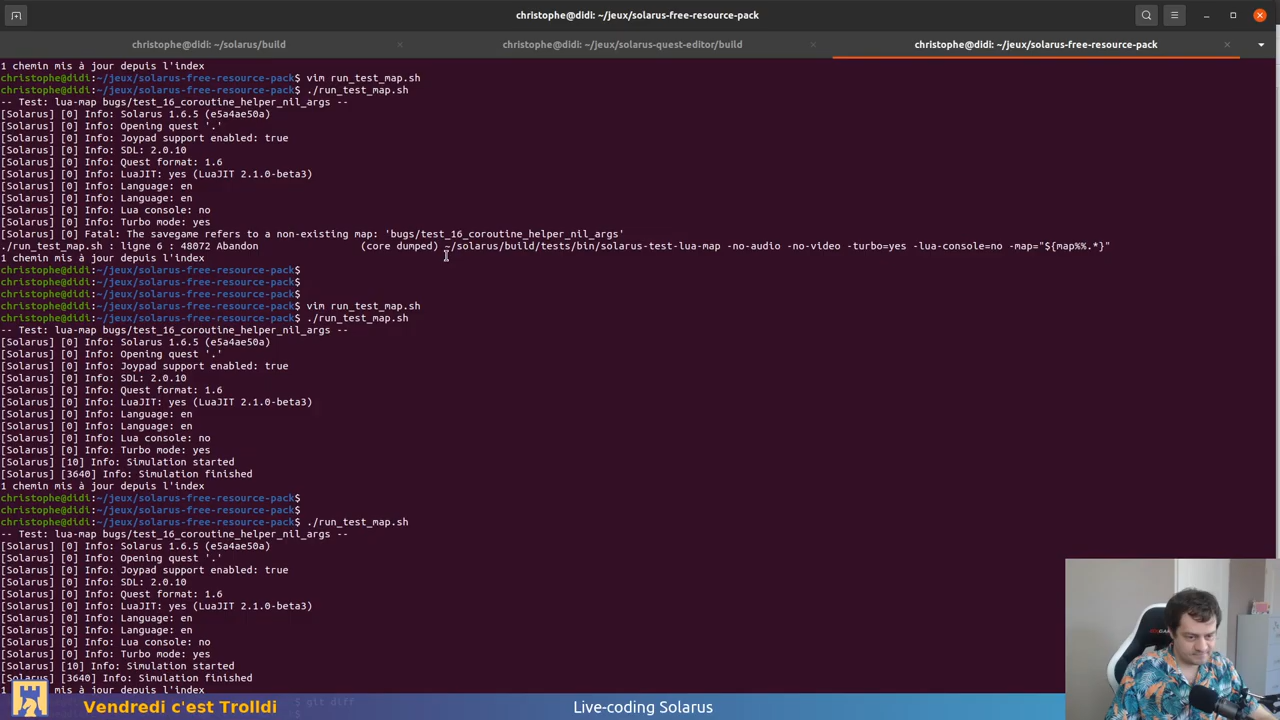 christophe@didi: ~/jeux/solarus-free-resource-pack
christophe@didi: ~/solarus/build
christophe@didi: ~/jeux/solarus-quest-editor/build
christophe@didi: ~/jeux/solarus-free-resource-pack
1 chemin mis à jour depuis l'index
christophe@didi:~/jeux/solarus-free-resource-pack$ vim run_test_map.sh
christophe@didi:~/jeux/solarus-free-resource-pack$ ./run_test_map.sh
-- Test: lua-map bugs/test_16_coroutine_helper_nil_args --
[Solarus] [0] Info: Solarus 1.6.5 (e5a4ae50a)
[Solarus] [0] Info: Opening quest '.'
[Solarus] [0] Info: Joypad support enabled: true
[Solarus] [0] Info: SDL: 2.0.10
[Solarus] [0] Info: Quest format: 1.6
[Solarus] [0] Info: LuaJIT: yes (LuaJIT 2.1.0-beta3)
[Solarus] [0] Info: Language: en
[Solarus] [0] Info: Language: en
[Solarus] [0] Info: Lua console: no
[Solarus] [0] Info: Turbo mode: yes
[Solarus] [0] Fatal: The savegame refers to a non-existing map: 'bugs/test_16_coroutine_helper_nil_args'
./run_test_map.sh : ligne 6 : 48072 Abandon (core dumped) ~/solarus/build/tests/bin/solarus-test-lua-map -no-audio -no-video -turbo=yes -lua-console=no -map="${map%%.*}"
1 chemin mis à jour depuis l'index
christophe@didi:~/jeux/solarus-free-resource-pack$
christophe@didi:~/jeux/solarus-free-resource-pack$
christophe@didi:~/jeux/solarus-free-resource-pack$
christophe@didi:~/jeux/solarus-free-resource-pack$ vim run_test_map.sh
christophe@didi:~/jeux/solarus-free-resource-pack$ ./run_test_map.sh
-- Test: lua-map bugs/test_16_coroutine_helper_nil_args --
[Solarus] [0] Info: Solarus 1.6.5 (e5a4ae50a)
[Solarus] [0] Info: Opening quest '.'
[Solarus] [0] Info: Joypad support enabled: true
[Solarus] [0] Info: SDL: 2.0.10
[Solarus] [0] Info: Quest format: 1.6
[Solarus] [0] Info: LuaJIT: yes (LuaJIT 2.1.0-beta3)
[Solarus] [0] Info: Language: en
[Solarus] [0] Info: Language: en
[Solarus] [0] Info: Lua console: no
[Solarus] [0] Info: Turbo mode: yes
[Solarus] [10] Info: Simulation started
[Solarus] [3640] Info: Simulation finished
1 chemin mis à jour depuis l'index
christophe@didi:~/jeux/solarus-free-resource-pack$
christophe@didi:~/jeux/solarus-free-resource-pack$
christophe@didi:~/jeux/solarus-free-resource-pack$ ./run_test_map.sh
-- Test: lua-map bugs/test_16_coroutine_helper_nil_args --
[Solarus] [0] Info: Solarus 1.6.5 (e5a4ae50a)
[Solarus] [0] Info: Opening quest '.'
[Solarus] [0] Info: Joypad support enabled: true
[Solarus] [0] Info: SDL: 2.0.10
[Solarus] [0] Info: Quest format: 1.6
[Solarus] [0] Info: LuaJIT: yes (LuaJIT 2.1.0-beta3)
[Solarus] [0] Info: Language: en
[Solarus] [0] Info: Language: en
[Solarus] [0] Info: Lua console: no
[Solarus] [0] Info: Turbo mode: yes
[Solarus] [10] Info: Simulation started
[Solarus] [3640] Info: Simulation finished
1 chemin mis à jour depuis l'index
git diff
Vendredi c'est Trolldi
Live-coding Solarus